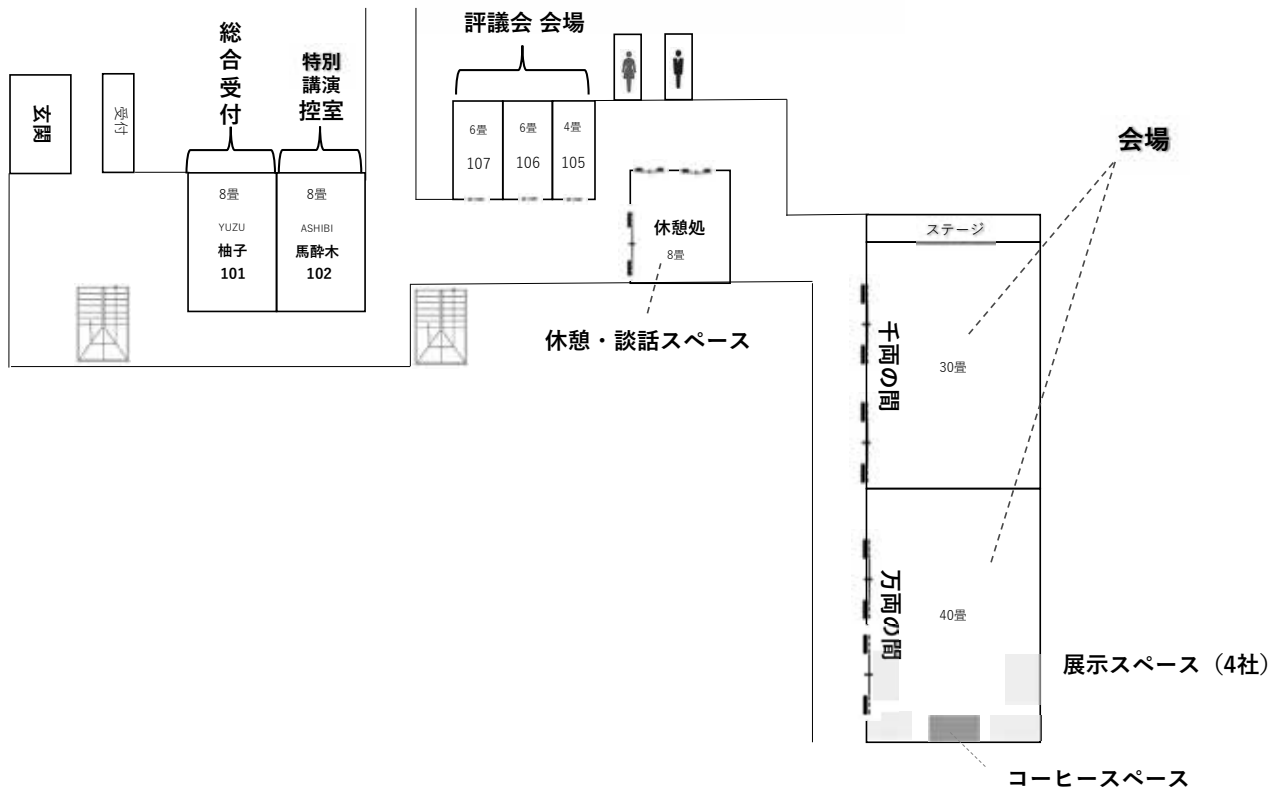 玄関
受付
総合受付
特別
講演
控室
8畳
YUZU
柚子
101
8畳
ASHIBI
馬酔木
102
評議会 会場
6畳
107
6畳
106
4畳
105
休憩処
8畳
休憩・談話スペース
会場
ステージ
千両の間
30畳
万両の間
40畳
展示スペース（4社）
コーヒースペース